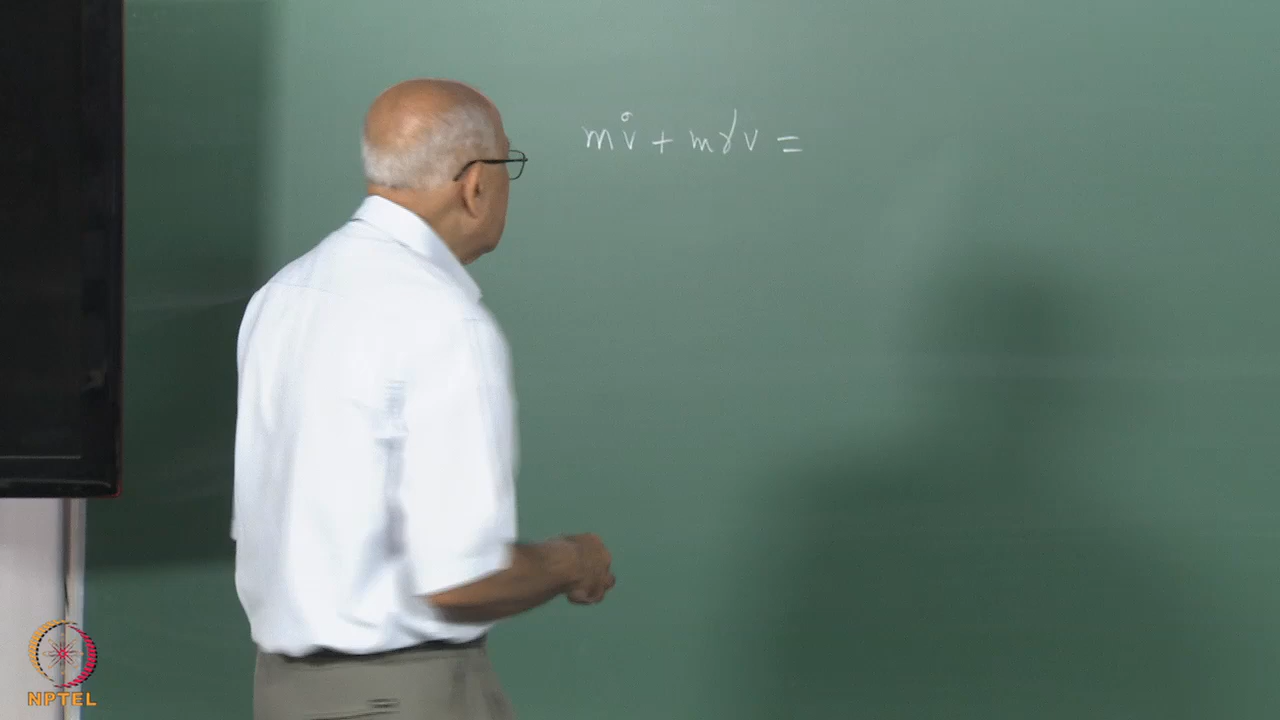 mv̊ + mγv =
NPTEL